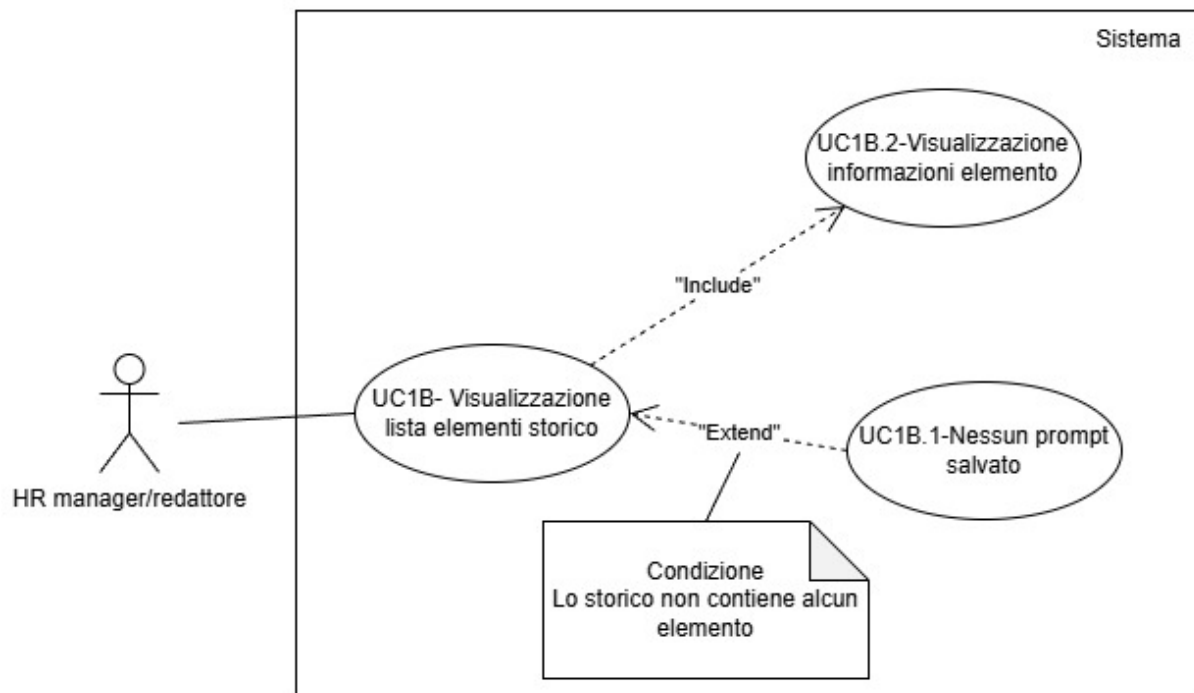 Sistema
UC1B.2-Visualizzazione
informazioni elemento
"Include"
UC1B- Visualizzazione
lista elementi storico
"Extend"
UC1B.1-Nessun prompt
salvato
HR manager/redattore
Condizione
Lo storico non contiene alcun
elemento